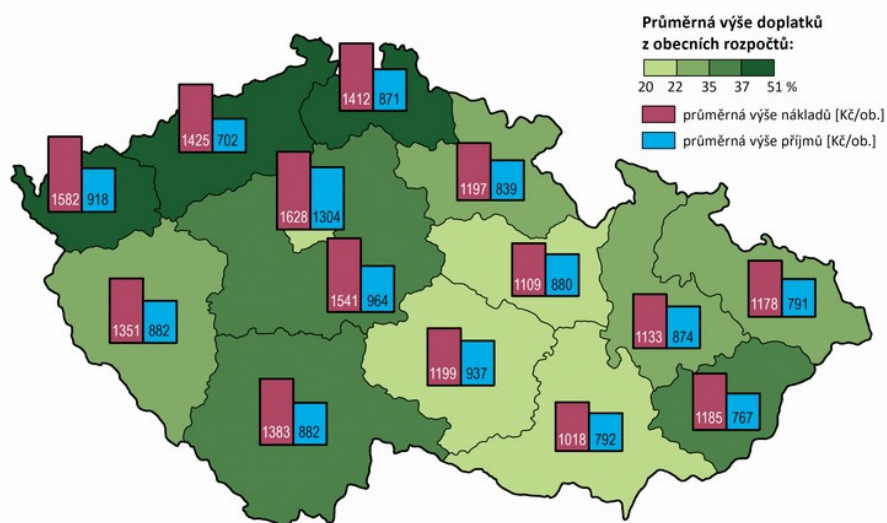 Průměrná výše doplatků
z obecních rozpočtů:
20 22 35 37 51 %
průměrná výše nákladů [Kč/ob.]
průměrná výše příjmů [Kč/ob.]
1412 871
1425 702
1582 918
1197 839
1628 1304
1109 880
1541 964
1178 791
1351 882
1133 874
1199 937
1185 767
1383 882
1018 792